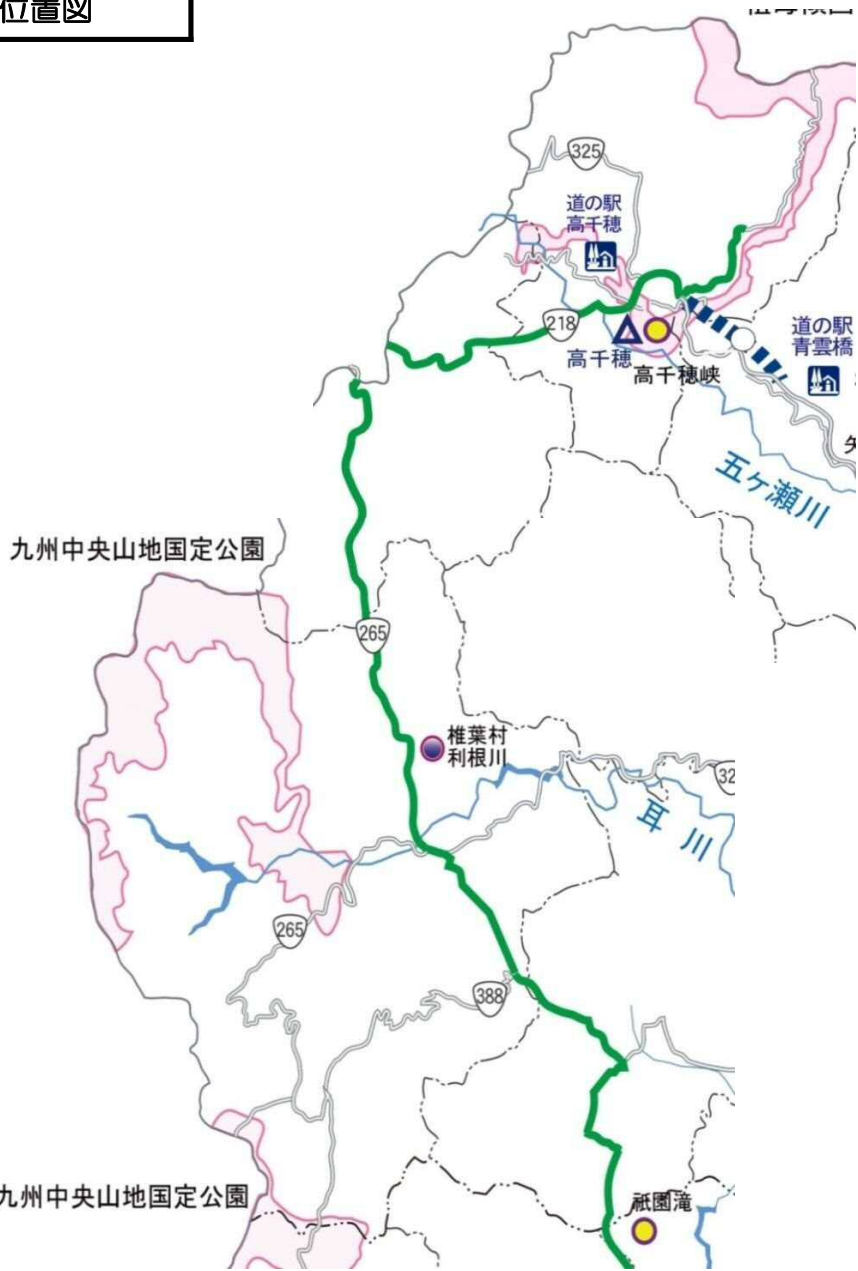 位置図
325
道の駅
高千穂
218
高千穂
高千穂峡
道の駅
青雲橋
五ヶ瀬川
九州中央山地国定公園
265
椎葉村
利根川
32
耳川
265
388
九州中央山地国定公園
祇園滝